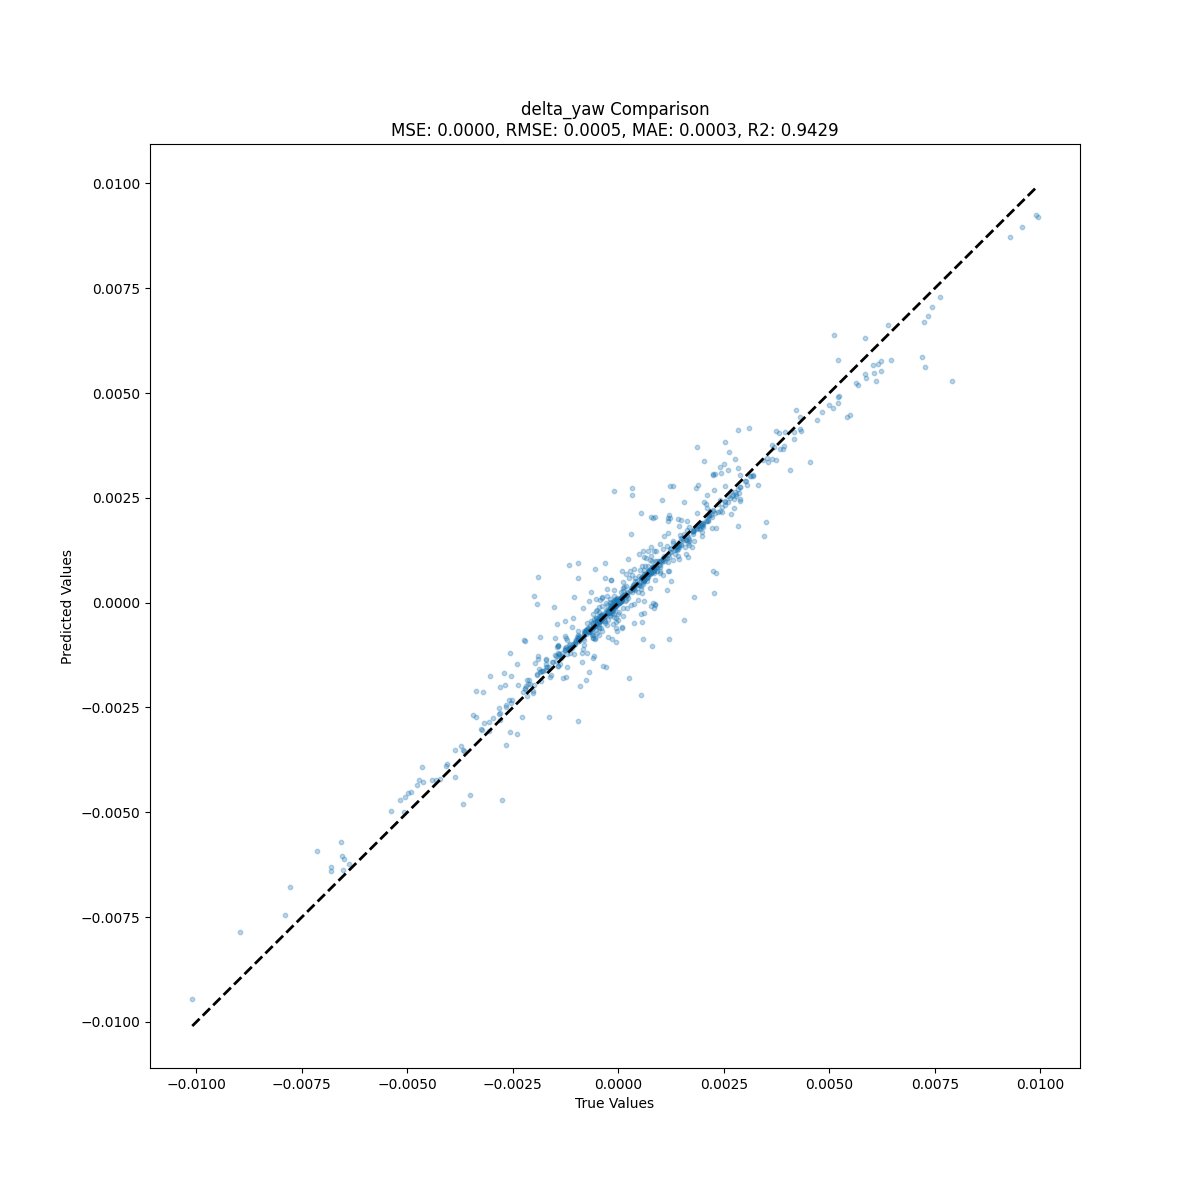 delta_yaw Comparison
MSE: 0.0000, RMSE: 0.0005, MAE: 0.0003, R2: 0.9429
Predicted Values
0.0100
0.0075
0.0050
0.0025
0.0000
−0.0025
−0.0050
−0.0075
−0.0100
−0.0100 −0.0075 −0.0050 −0.0025 0.0000 0.0025 0.0050 0.0075 0.0100
True Values